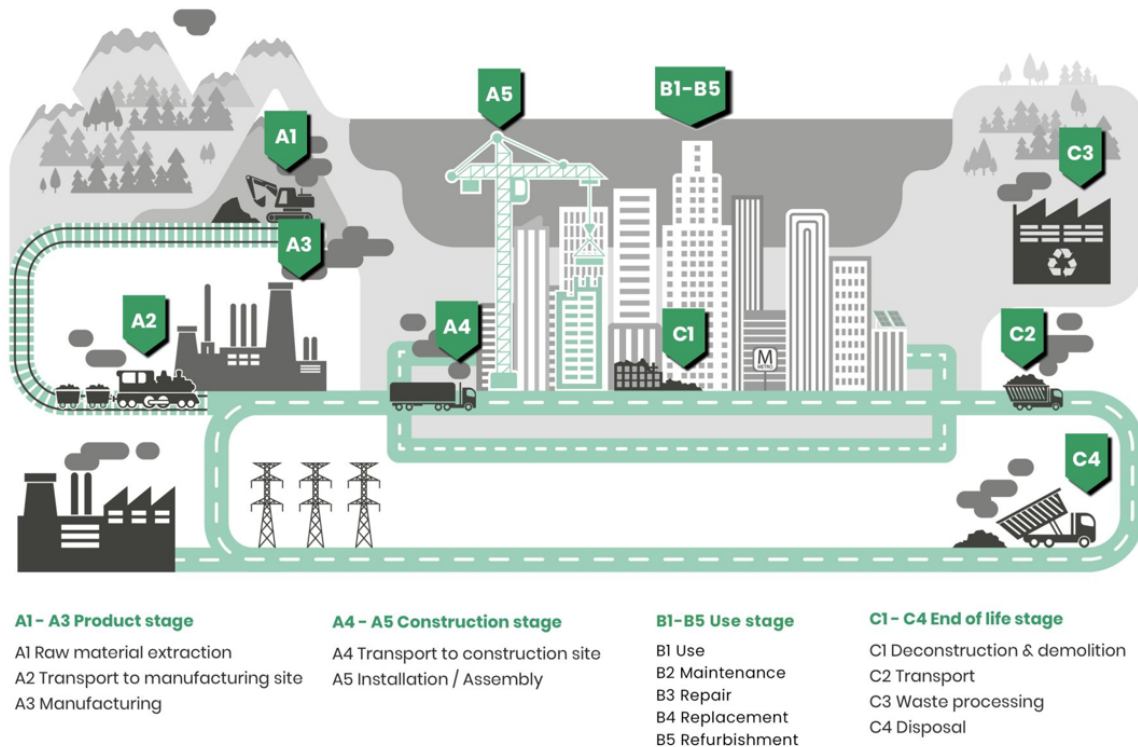 A1
A5
B1-B5
C3
A3
A2
A4
C1
C2
M
METRO
C4
A1 - A3 Product stage
A1 Raw material extraction
A2 Transport to manufacturing site
A3 Manufacturing
A4 - A5 Construction stage
A4 Transport to construction site
A5 Installation / Assembly
B1-B5 Use stage
B1 Use
B2 Maintenance
B3 Repair
B4 Replacement
B5 Refurbishment
C1 - C4 End of life stage
C1 Deconstruction & demolition
C2 Transport
C3 Waste processing
C4 Disposal